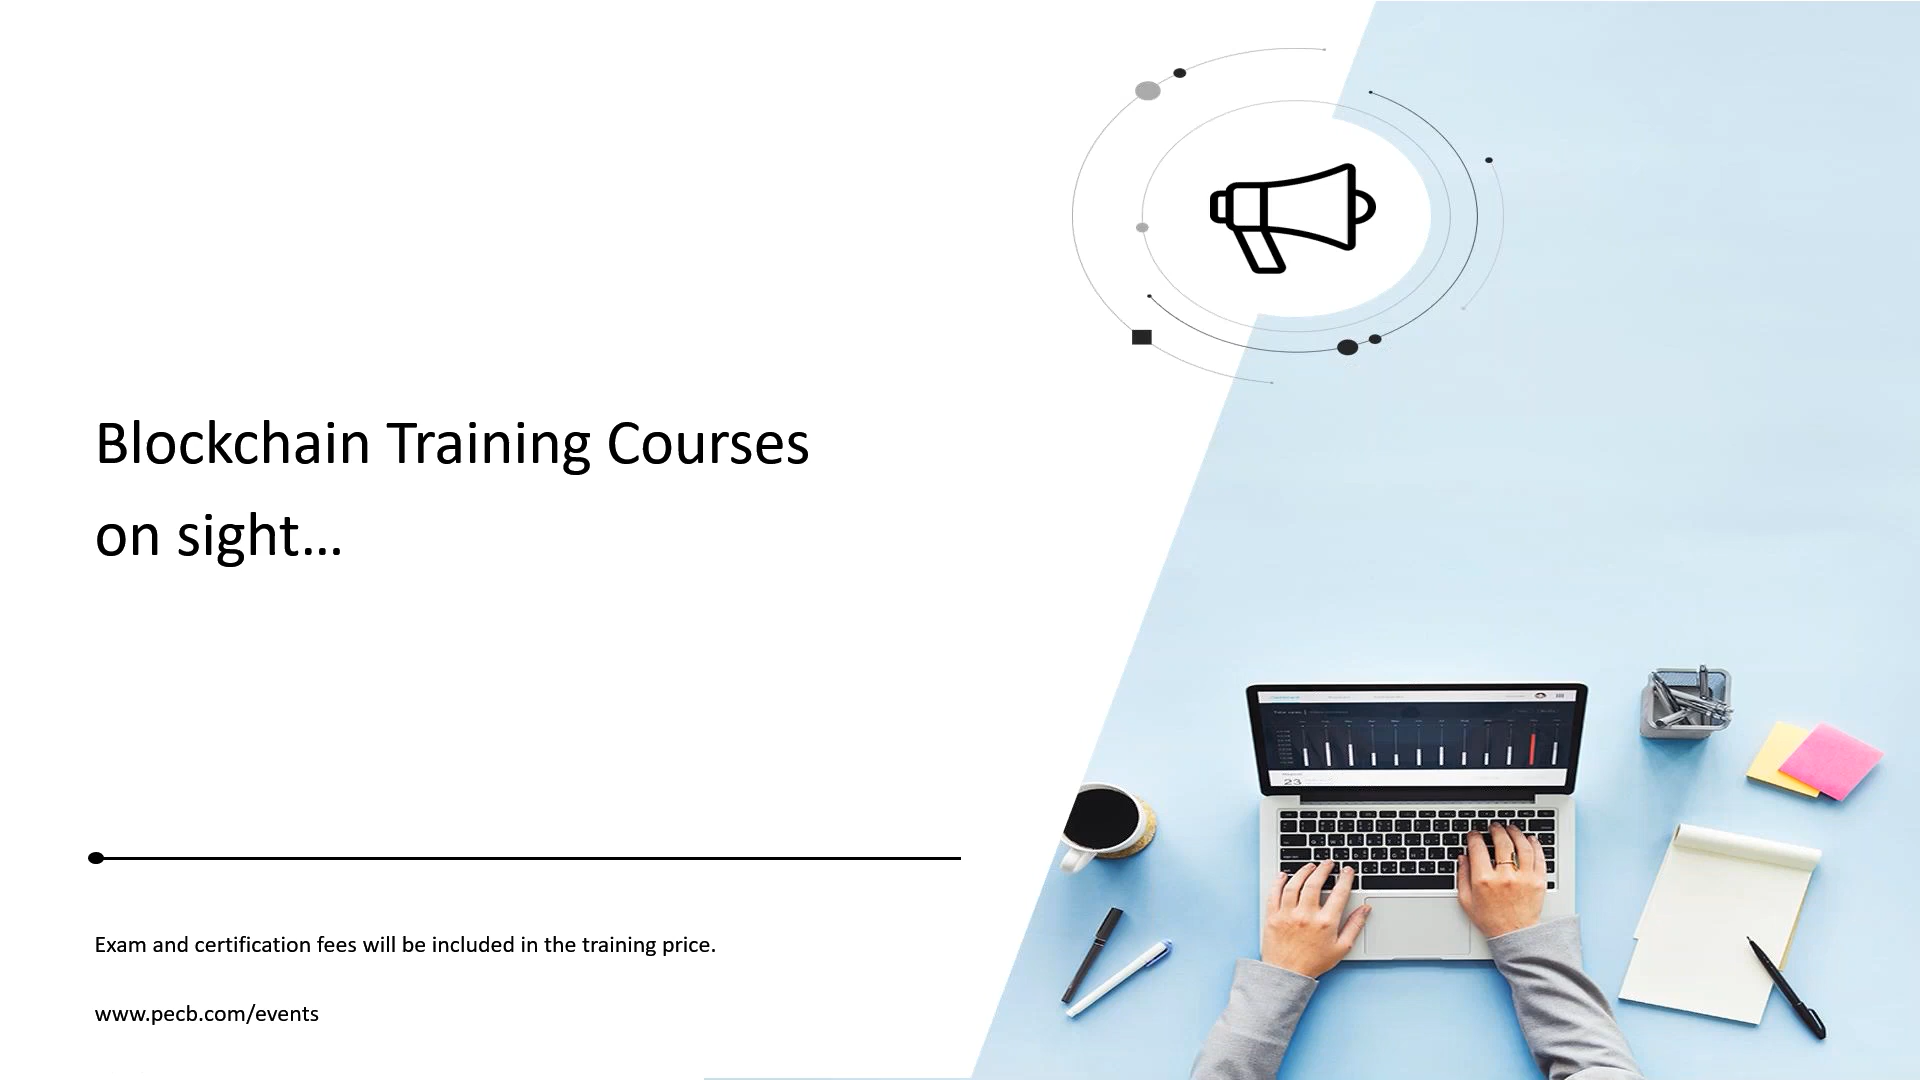 Blockchain Training Courses
on sight...
Exam and certification fees will be included in the training price.
www.pecb.com/events
23